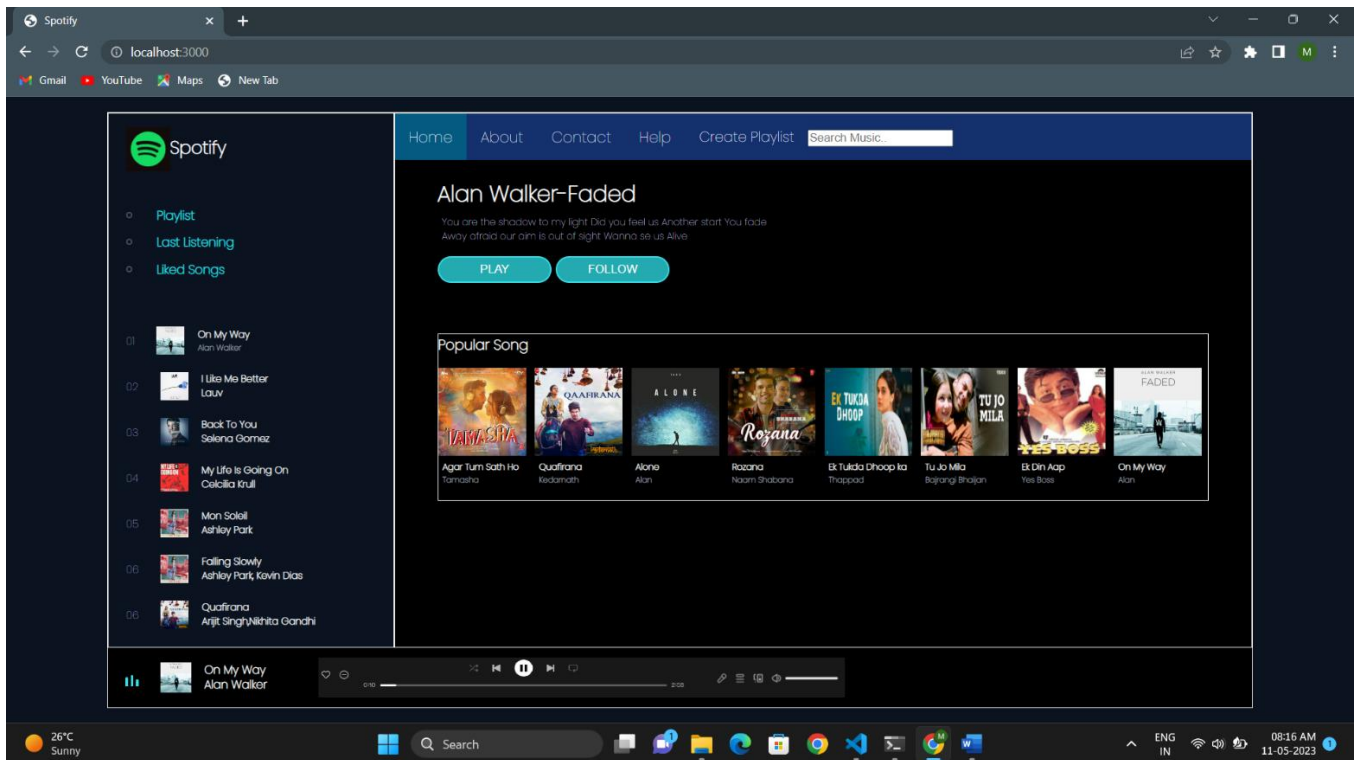 Spotify
localhost:3000
M
Gmail YouTube Maps New Tab
Spotify
Home About Contact Help Create Playlist Search Music..
Playlist
Last Listening
Liked Songs
Alan Walker-Faded
You are the shadow to my light Did you feel us Another start You fade
Away afraid our aim is out of sight Wanna se us Alive
PLAY FOLLOW
01 On My Way
Alan Walker
02 I Like Me Better
Lauv
03 Back To You
Selena Gomez
04 My Life Is Going On
Celcilia Krull
05 Mon Soleil
Ashley Park
06 Falling Slowly
Ashley Park, Kevin Dias
06 Quafirana
Arijit Singh,Nikhita Gandhi
Popular Song
TAMASHA
QAAFIRANA
ALONE
Rozana
EK TUKDA
DHOOP
TU JO
MILA
YES BOSS
ALAN WALKER
FADED
Agar Tum Sath Ho Quafirana Alone Rozana Ek Tukda Dhoop ka Tu Jo Mila Ek Din Aap On My Way
Tamasha Kedarnath Alan Naam Shabana Thappad Bajrangi Bhaijan Yes Boss Alan
On My Way
Alan Walker
0:10
26°C
Sunny
Search
M
ENG
IN
08:16 AM
11-05-2023
1